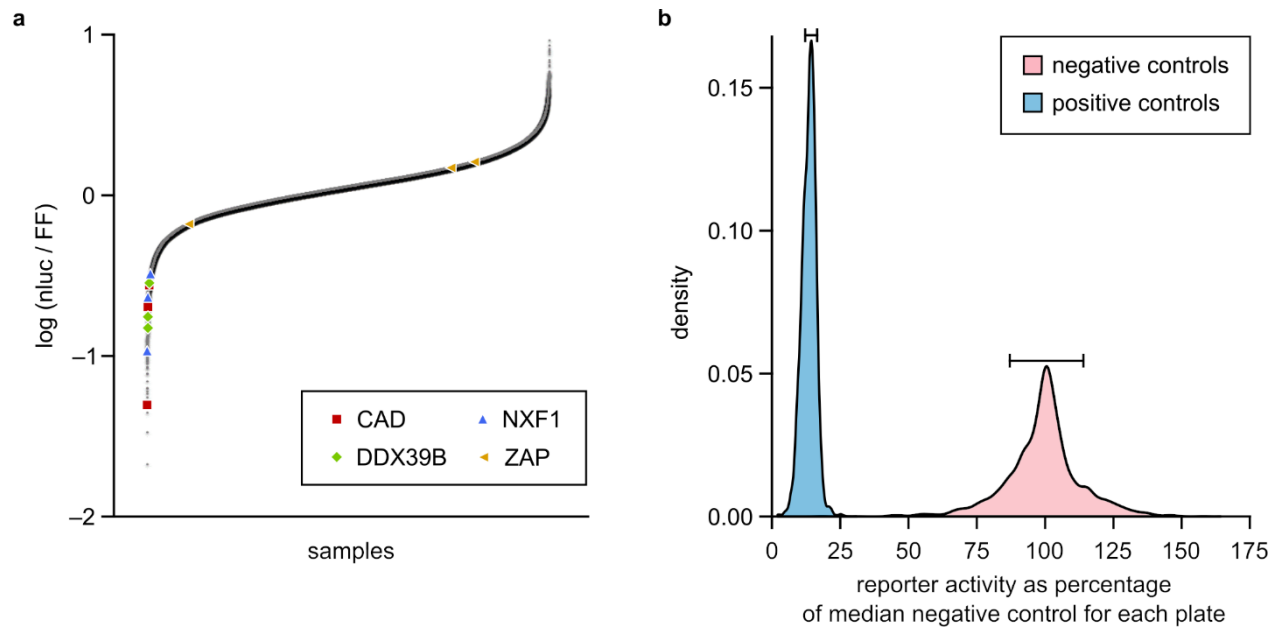 a
1
0
–1
–2
log (nluc / FF)
samples
CAD
NXF1
DDX39B
ZAP
b
0.15
0.10
0.05
0.00
density
negative controls
positive controls
0 25 50 75 100 125 150 175
reporter activity as percentage
of median negative control for each plate